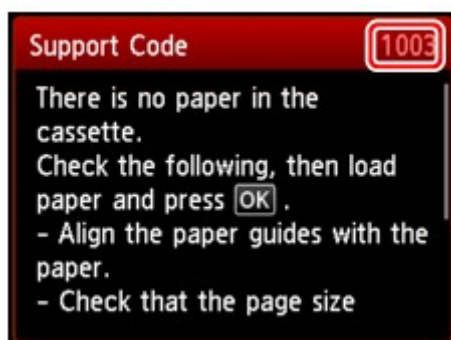 Support Code 1003
There is no paper in the
cassette.
Check the following, then load
paper and press OK .
- Align the paper guides with the
paper.
- Check that the page size